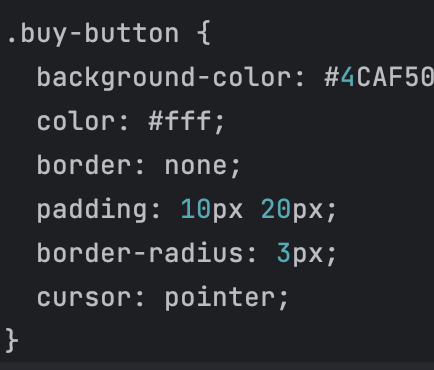 .buy-button {
  background-color: #4CAF50
  color: #fff;
  border: none;
  padding: 10px 20px;
  border-radius: 3px;
  cursor: pointer;
}